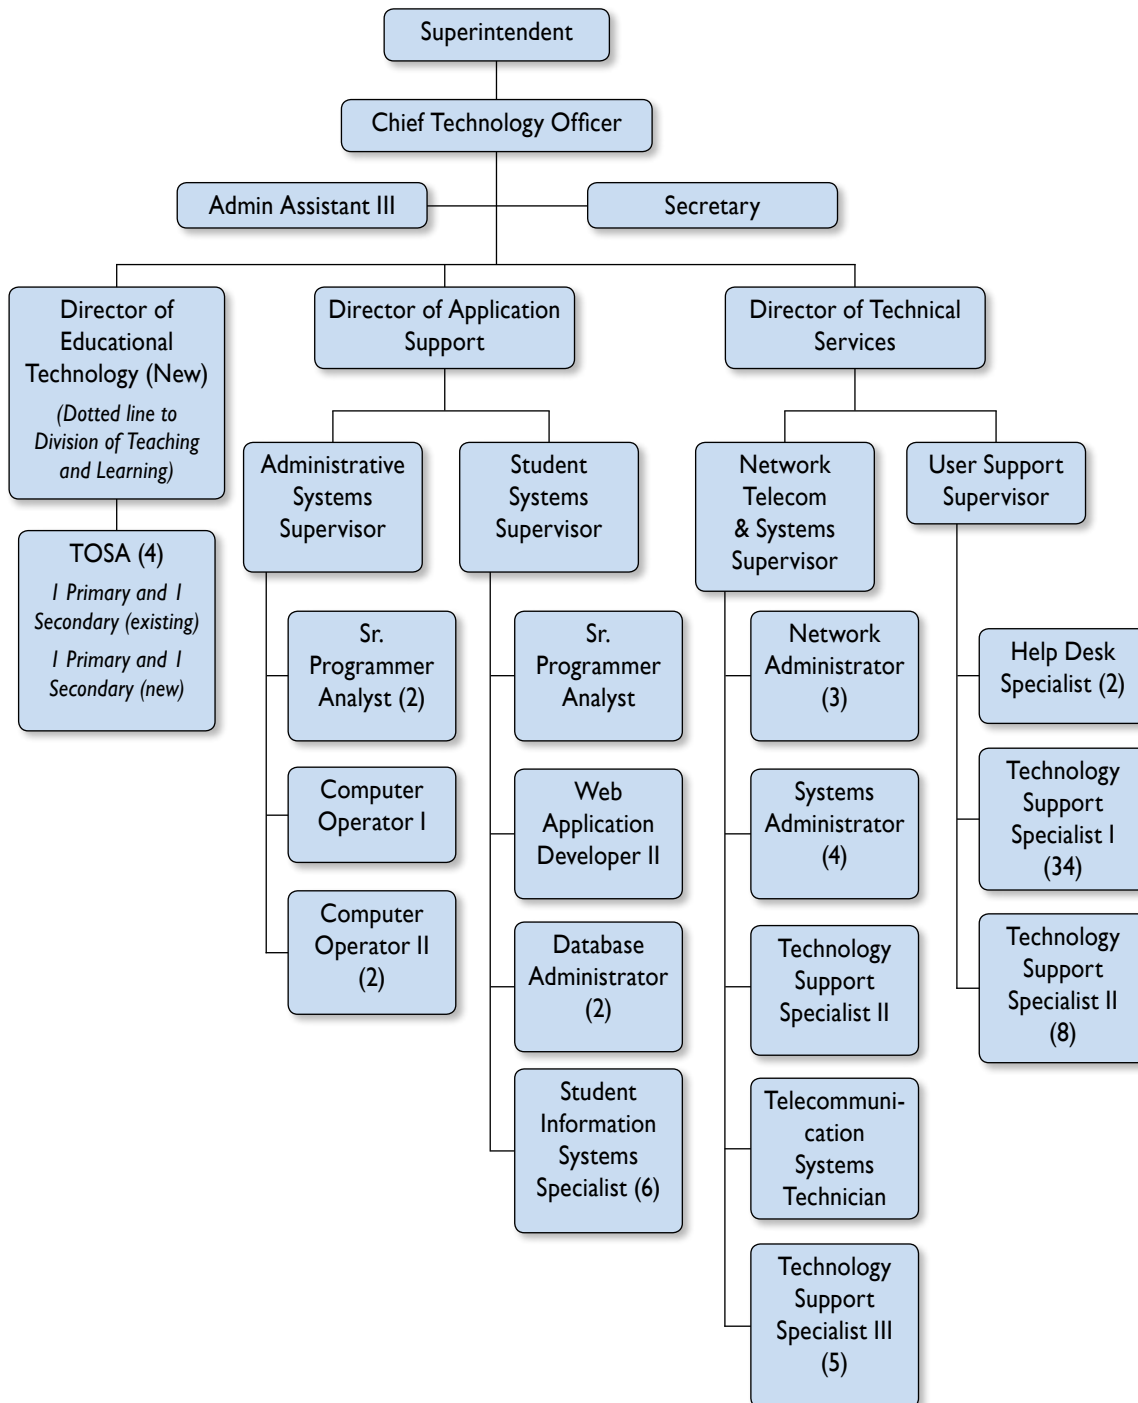 Superintendent
Chief Technology Officer
Admin Assistant III
Secretary
Director of
Educational
Technology (New)
(Dotted line to
Division of Teaching
and Learning)
TOSA (4)
1 Primary and 1
Secondary (existing)
1 Primary and 1
Secondary (new)
Director of Application
Support
Administrative
Systems
Supervisor
Sr.
Programmer
Analyst (2)
Computer
Operator I
Computer
Operator II
(2)
Student
Systems
Supervisor
Sr.
Programmer
Analyst
Web
Application
Developer II
Database
Administrator
(2)
Student
Information
Systems
Specialist (6)
Director of Technical
Services
Network
Telecom
& Systems
Supervisor
Network
Administrator
(3)
Systems
Administrator
(4)
Technology
Support
Specialist II
Telecommuni-
cation
Systems
Technician
Technology
Support
Specialist III
(5)
User Support
Supervisor
Help Desk
Specialist (2)
Technology
Support
Specialist I
(34)
Technology
Support
Specialist II
(8)